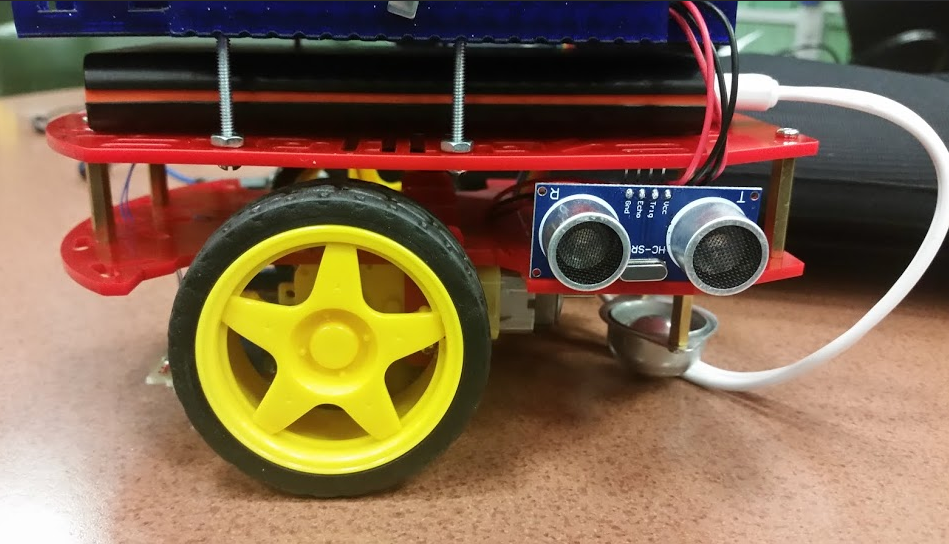 R
T
Gnd
Echo
Trig
Vcc
HC-SR